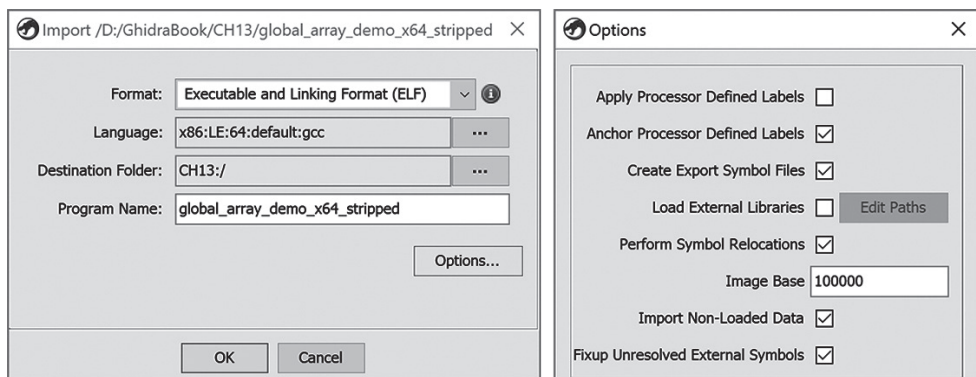 Import /D:/GhidraBook/CH13/global_array_demo_x64_stripped
Format: Executable and Linking Format (ELF)
Language: x86:LE:64:default:gcc ...
Destination Folder: CH13:/ ...
Program Name: global_array_demo_x64_stripped
Options...
OK Cancel
Options
Apply Processor Defined Labels
Anchor Processor Defined Labels
Create Export Symbol Files
Load External Libraries Edit Paths
Perform Symbol Relocations
Image Base 100000
Import Non-Loaded Data
Fixup Unresolved External Symbols